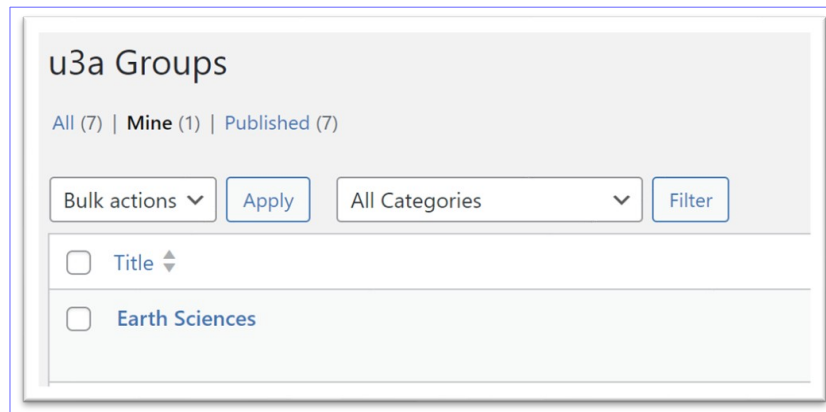 u3a Groups
All (7) | Mine (1) | Published (7)
Bulk actions Apply All Categories Filter
Title
Earth Sciences